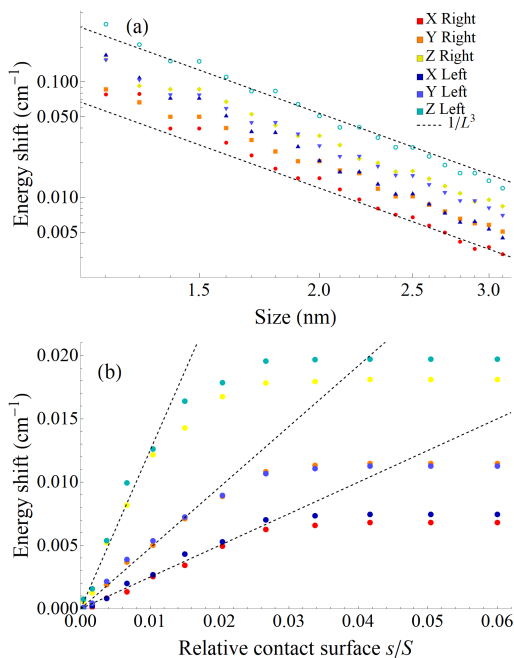 (a)
X Right
Y Right
Z Right
X Left
Y Left
Z Left
1/L³
Energy shift (cm⁻¹)
0.100
0.050
0.010
0.005
1.5 2.0 2.5 3.0
Size (nm)
(b)
Energy shift (cm⁻¹)
0.020
0.015
0.010
0.005
0.000
0.00 0.01 0.02 0.03 0.04 0.05 0.06
Relative contact surface s/S